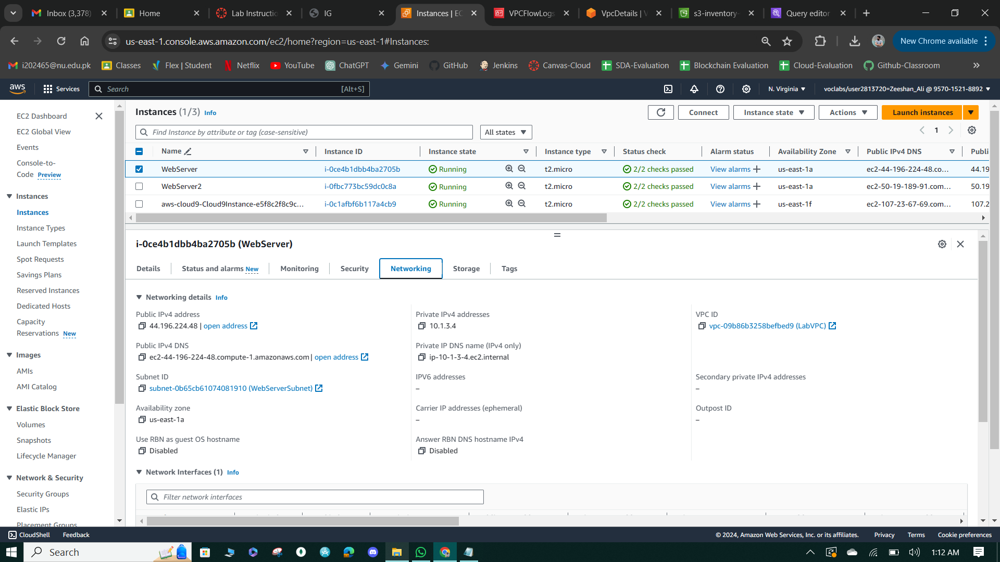 Inbox (3,378)
Home
Lab Instructio
IG
Instances | EC
VPCFlowLogs
VpcDetails | V
s3-inventory-
Query editor
us-east-1.console.aws.amazon.com/ec2/home?region=us-east-1#Instances:
New Chrome available
i202465@nu.edu.pk
Classes
Flex | Student
Netflix
YouTube
ChatGPT
Gemini
GitHub
Jenkins
Canvas-Cloud
SDA-Evaluation
Blockchain Evaluation
Cloud-Evaluation
Github-Classroom
aws
Services
Search
[Alt+S]
N. Virginia
voclabs/user2813720=Zeeshan_Ali @ 9570-1521-8892
EC2 Dashboard
EC2 Global View
Events
Console-to-
Code Preview
Instances
Instances
Instance Types
Launch Templates
Spot Requests
Savings Plans
Reserved Instances
Dedicated Hosts
Capacity
Reservations New
Images
AMIs
AMI Catalog
Elastic Block Store
Volumes
Snapshots
Lifecycle Manager
Network & Security
Security Groups
Elastic IPs
Placement Groups
Instances (1/3) Info
Connect
Instance state
Actions
Launch instances
Find Instance by attribute or tag (case-sensitive)
All states
1
Name Instance ID Instance state Instance type Status check Alarm status Availability Zone Public IPv4 DNS Publi
WebServer i-0ce4b1dbb4ba2705b Running t2.micro 2/2 checks passed View alarms us-east-1a ec2-44-196-224-48.co... 44.19
WebServer2 i-0fbc773bc59dc0c8a Running t2.micro 2/2 checks passed View alarms us-east-1a ec2-50-19-189-91.com... 50.19
aws-cloud9-Cloud9Instance-e5f8c2f8c9c... i-0c1afbf6b117a4cb9 Running t2.micro 2/2 checks passed View alarms us-east-1f ec2-107-23-67-69.com... 107.2
i-0ce4b1dbb4ba2705b (WebServer)
Details
Status and alarms New
Monitoring
Security
Networking
Storage
Tags
Networking details Info
Public IPv4 address
44.196.224.48 | open address
Private IPv4 addresses
10.1.3.4
VPC ID
vpc-09b86b3258befbed9 (LabVPC)
Public IPv4 DNS
ec2-44-196-224-48.compute-1.amazonaws.com | open address
Private IP DNS name (IPv4 only)
ip-10-1-3-4.ec2.internal
Subnet ID
subnet-0b65cb61074081910 (WebServerSubnet)
IPV6 addresses
–
Secondary private IPv4 addresses
–
Availability zone
us-east-1a
Carrier IP addresses (ephemeral)
–
Outpost ID
–
Use RBN as guest OS hostname
Disabled
Answer RBN DNS hostname IPv4
Disabled
Network Interfaces (1) Info
Filter network interfaces
CloudShell
Feedback
© 2024, Amazon Web Services, Inc. or its affiliates.
Privacy
Terms
Cookie preferences
Search
1:12 AM